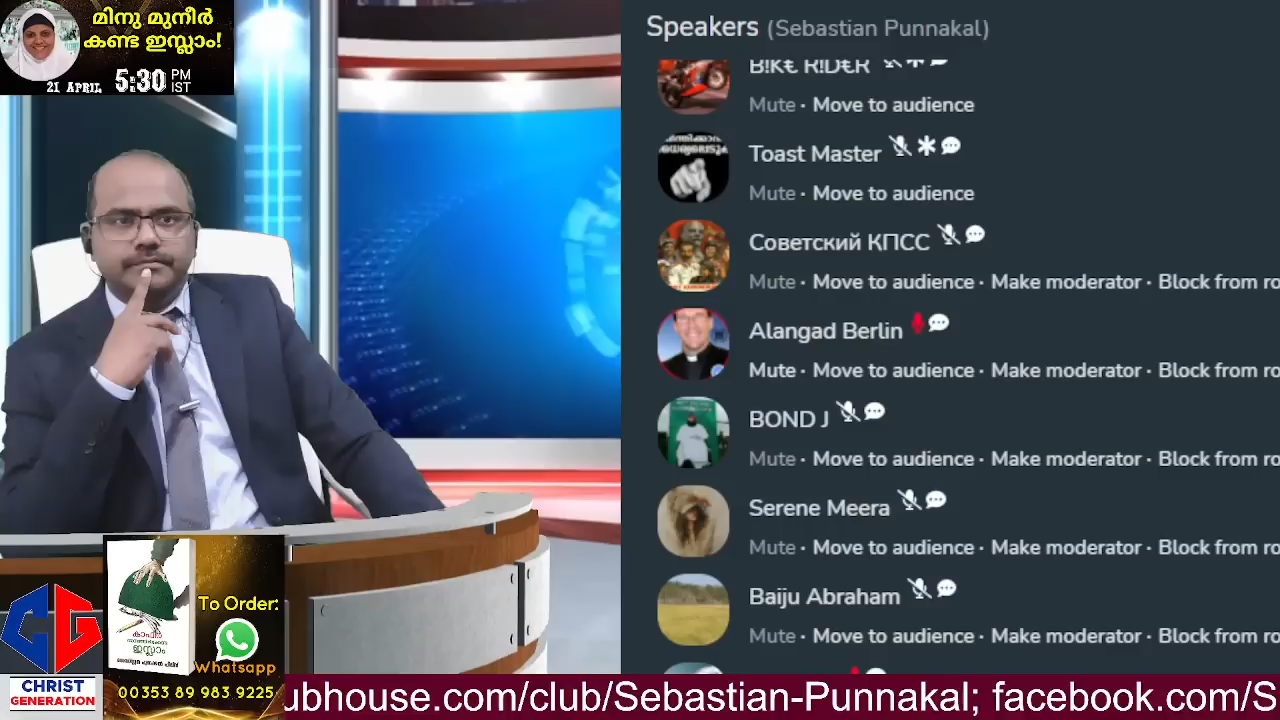 മിനു മുനീർ
കണ്ട ഇസ്ലാം!
21 APRIL 5:30 PM IST
Speakers (Sebastian Punnakal)
B!K€ R!D€R
Mute · Move to audience
Toast Master
Mute · Move to audience
Советский КПСС
Mute · Move to audience · Make moderator · Block from ro
Alangad Berlin
Mute · Move to audience · Make moderator · Block from ro
BOND J
Mute · Move to audience · Make moderator · Block from ro
Serene Meera
Mute · Move to audience · Make moderator · Block from ro
Baiju Abraham
Mute · Move to audience · Make moderator · Block from ro
CG
CHRIST
GENERATION
കാഫിർ
ഇസ്ലാം
To Order:
Whatsapp
00353 89 983 9225
ubhouse.com/club/Sebastian-Punnakal; facebook.com/S